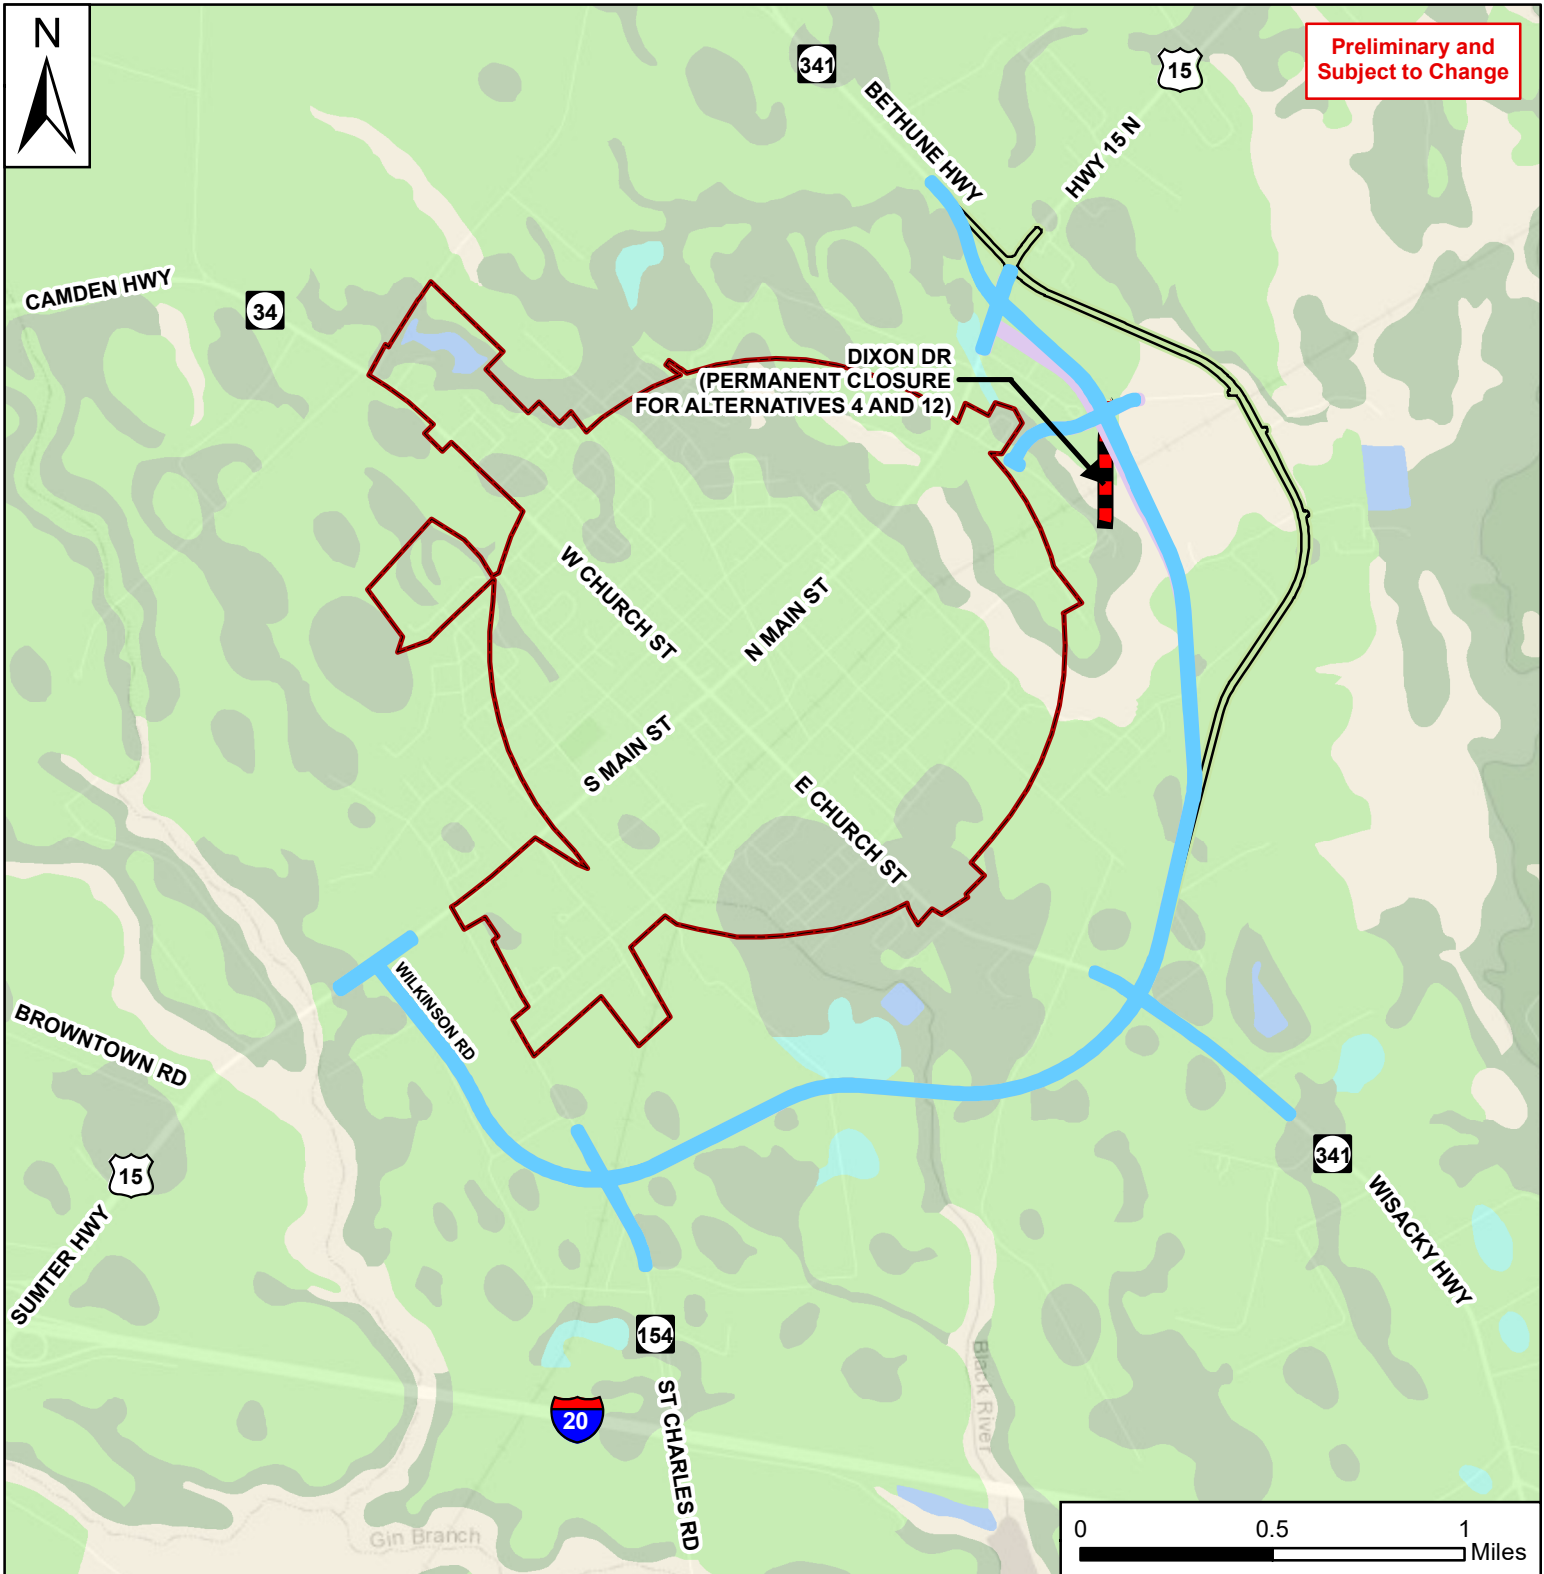 N
341
15
Preliminary and
Subject to Change
BETHUNE HWY
HWY 15 N
CAMDEN HWY
34
DIXON DR
(PERMANENT CLOSURE
FOR ALTERNATIVES 4 AND 12)
W CHURCH ST
N MAIN ST
S MAIN ST
E CHURCH ST
WILKINSON RD
BROWNTOWN RD
15
SUMTER HWY
341
WISACKY HWY
154
ST CHARLES RD
20
Black River
Gin Branch
0 0.5 1
Miles